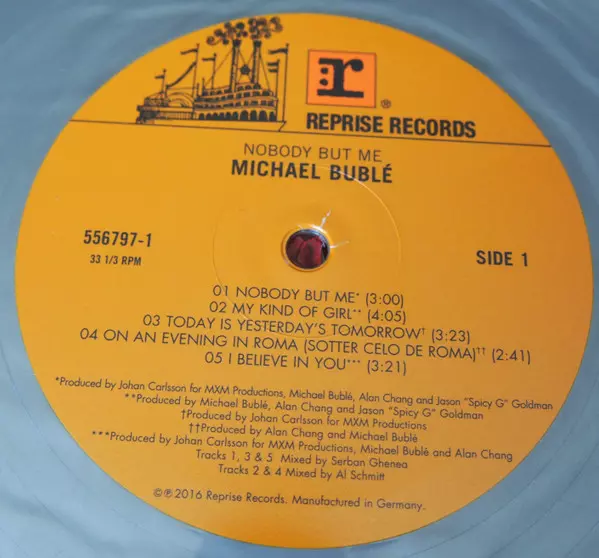 r
®
REPRISE RECORDS
NOBODY BUT ME
MICHAEL BUBLÉ
556797-1
33 1/3 RPM
SIDE 1
01 NOBODY BUT ME* (3:00)
02 MY KIND OF GIRL** (4:05)
03 TODAY IS YESTERDAY'S TOMORROW† (3:23)
04 ON AN EVENING IN ROMA (SOTTER CELO DE ROMA)†† (2:41)
05 I BELIEVE IN YOU*** (3:21)
*Produced by Johan Carlsson for MXM Productions, Michael Bublé, Alan Chang and Jason "Spicy G" Goldman
**Produced by Michael Bublé, Alan Chang and Jason "Spicy G" Goldman
†Produced by Johan Carlsson for MXM Productions
††Produced by Alan Chang and Michael Bublé
***Produced by Johan Carlsson for MXM Productions, Michael Bublé and Alan Chang
Tracks 1, 3 & 5 Mixed by Serban Ghenea
Tracks 2 & 4 Mixed by Al Schmitt
©℗ 2016 Reprise Records. Manufactured in Germany.